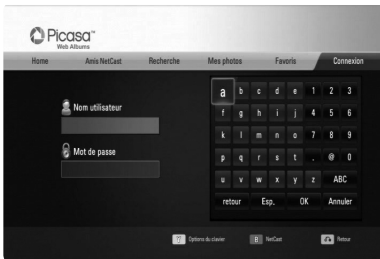 Picasa™
Web Albums
Home Amis NetCast Recherche Mes photos Favoris Connexion
Nom utilisateur
Mot de passe
a b c d e 1 2 3
f g h i j 4 5 6
k l m n o 7 8 9
p q r s t . @ 0
u v w x y z ABC
retour Esp. OK Annuler
Options du clavier NetCast Retour